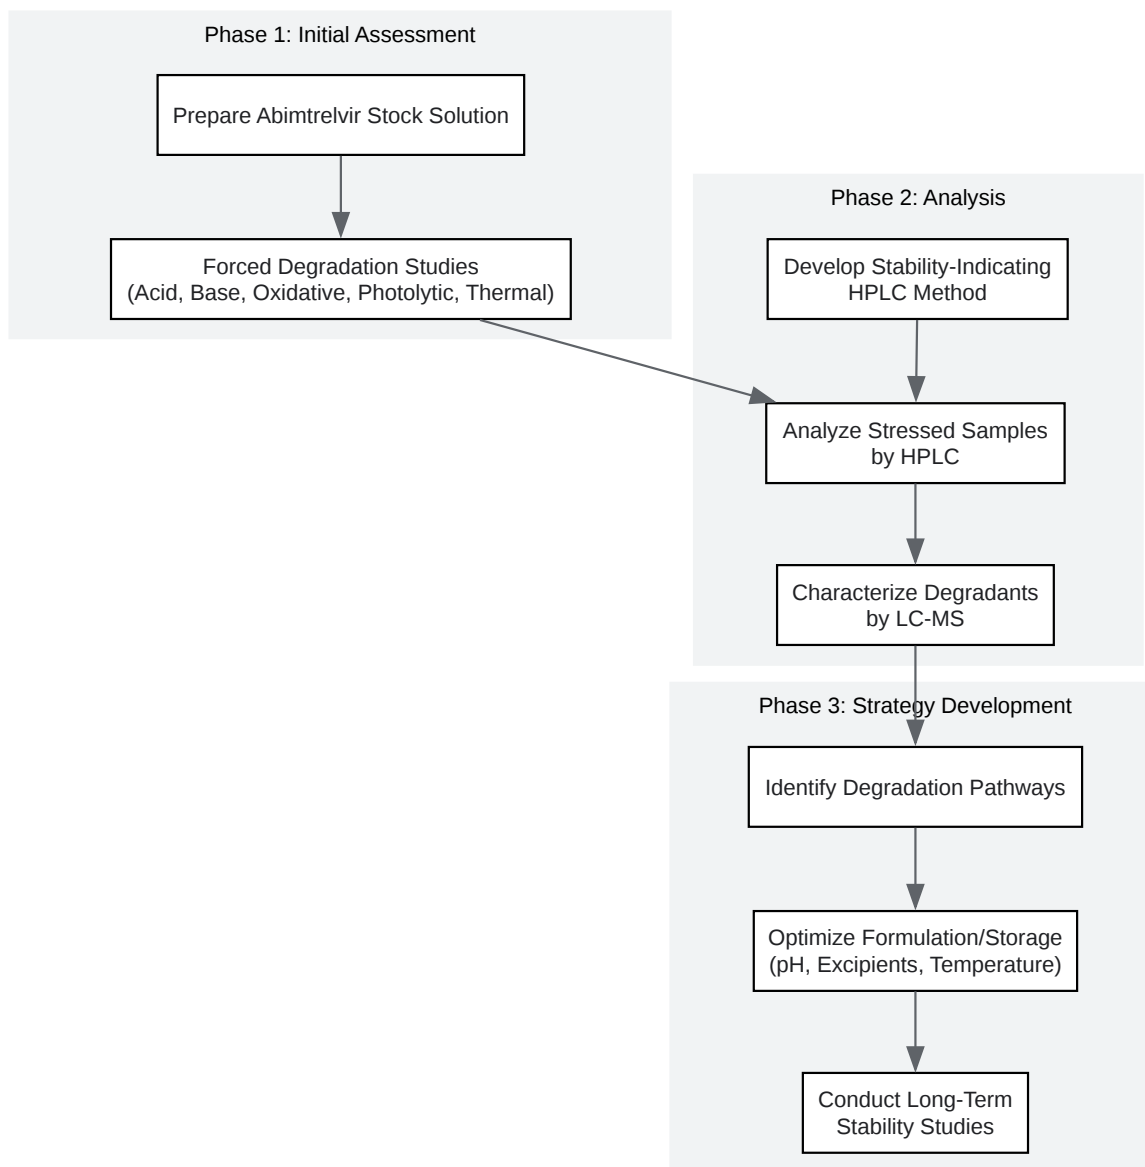 Phase 1: Initial Assessment
Prepare Abimtrelvir Stock Solution
Forced Degradation Studies
(Acid, Base, Oxidative, Photolytic, Thermal)
Phase 2: Analysis
Develop Stability-Indicating
HPLC Method
Analyze Stressed Samples
by HPLC
Characterize Degradants
by LC-MS
Phase 3: Strategy Development
Identify Degradation Pathways
Optimize Formulation/Storage
(pH, Excipients, Temperature)
Conduct Long-Term
Stability Studies